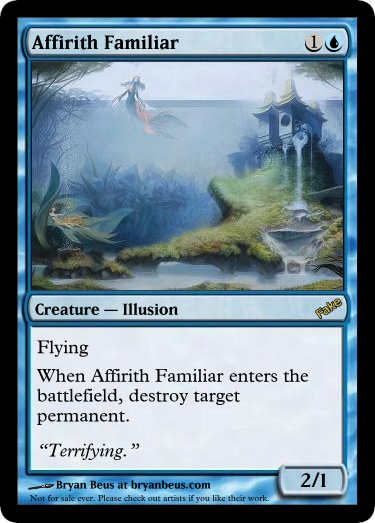 Affirith Familiar 1
Creature — Illusion Fake
Flying
When Affirith Familiar enters the
battlefield, destroy target
permanent.
“Terrifying.”
Bryan Beus at bryanbeus.com
Not for sale ever. Please check out artists if you like their work.
2/1